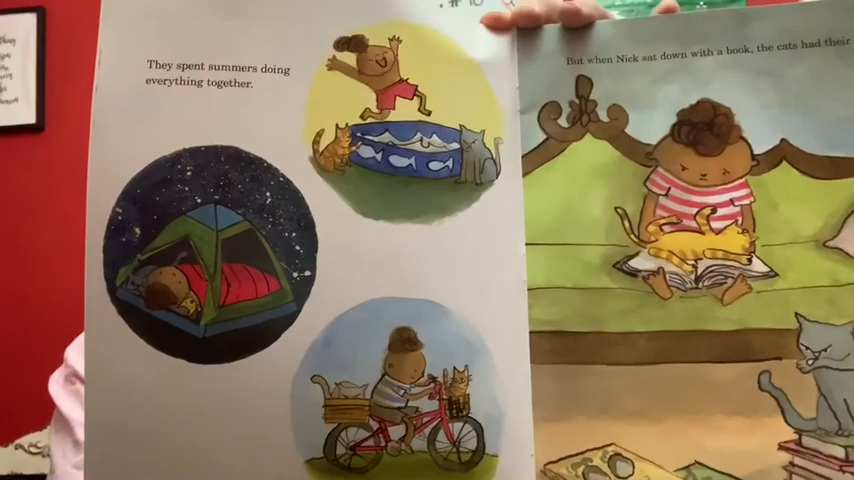 They spent summers doing
everything together.
But when Nick sat down with a book, the cats had their